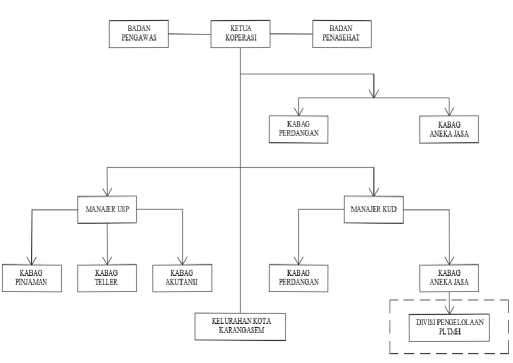 BADAN
PENGAWAS
KETUA
KOPERASI
BADAN
PENASEHAT
KABAG
PERDANGAN
KABAG
ANEKA JASA
MANAJER USP
MANAJER KUD
KABAG
PINJAMAN
KABAG
TELLER
KABAG
AKUTANSI
KABAG
PERDANGAN
KABAG
ANEKA JASA
KELURAHAN KOTA
KARANGASEM
DIVISI PENGELOLAAN
PLTMH